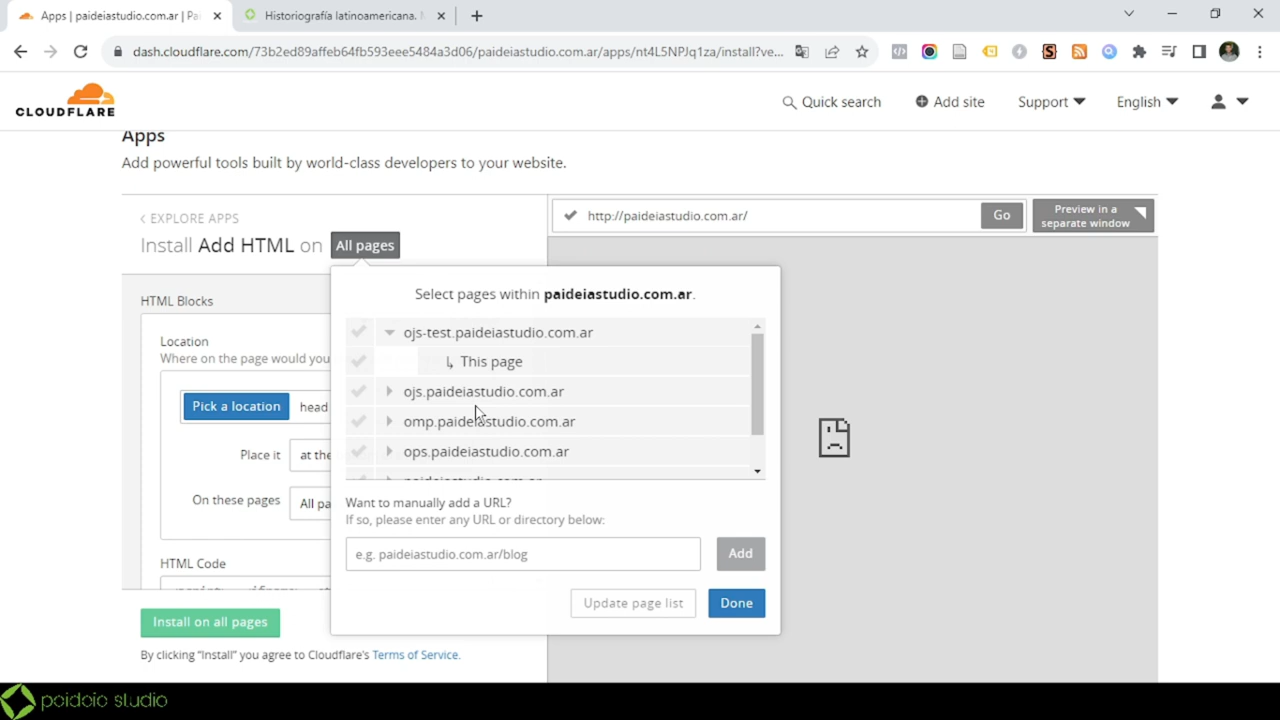 Apps | paideiastudio.com.ar | Pai
Historiografía latinoamericana. M
dash.cloudflare.com/73b2ed89affeb64fb593eee5484a3d06/paideiastudio.com.ar/apps/nt4L5NPJq1za/install?ve...
CLOUDFLARE
Quick search
Add site
Support
English
Apps
Add powerful tools built by world-class developers to your website.
EXPLORE APPS
Install Add HTML on All pages
http://paideiastudio.com.ar/
Go
Preview in a
separate window
HTML Blocks
Location
Where on the page would you
Pick a location
head
Place it
at the
On these pages
All pa
HTML Code
Select pages within paideiastudio.com.ar.
ojs-test.paideiastudio.com.ar
↳ This page
ojs.paideiastudio.com.ar
omp.paideiastudio.com.ar
ops.paideiastudio.com.ar
paideiastudio.com.ar
Want to manually add a URL?
If so, please enter any URL or directory below:
e.g. paideiastudio.com.ar/blog
Add
Update page list
Done
Install on all pages
By clicking “Install” you agree to Cloudflare's Terms of Service.
paideia studio